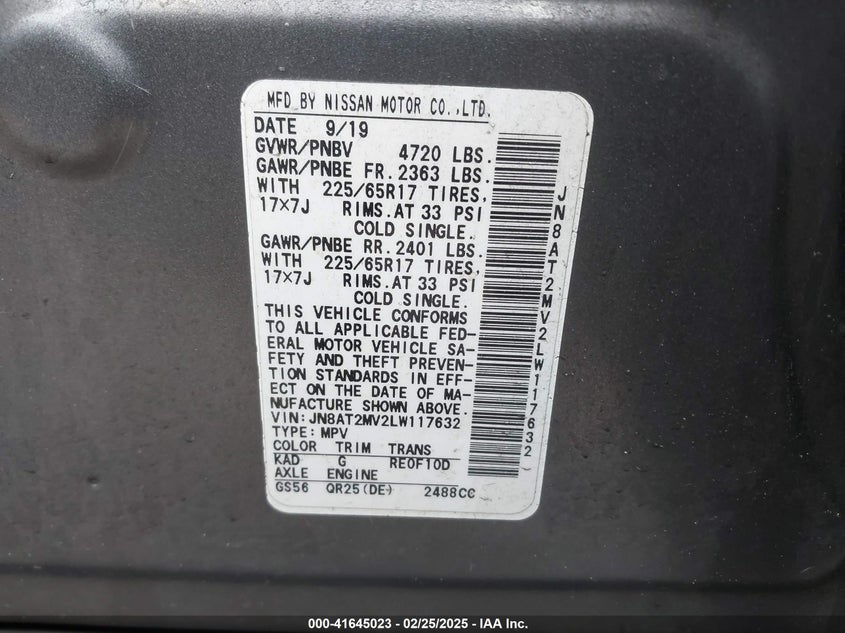 MFD BY NISSAN MOTOR CO.,LTD.
DATE 9/19
GVWR/PNBV 4720 LBS.
GAWR/PNBE FR. 2363 LBS.
WITH 225/65R17 TIRES,
17×7J RIMS.AT 33 PSI
COLD SINGLE.
GAWR/PNBE RR. 2401 LBS.
WITH 225/65R17 TIRES,
17×7J RIMS.AT 33 PSI
COLD SINGLE.
THIS VEHICLE CONFORMS
TO ALL APPLICABLE FED-
ERAL MOTOR VEHICLE SA-
FETY AND THEFT PREVEN-
TION STANDARDS IN EFF-
ECT ON THE DATE OF MA-
NUFACTURE SHOWN ABOVE.
VIN:JN8AT2MV2LW117632
TYPE:MPV
COLOR TRIM TRANS
KAD G RE0F10D
AXLE ENGINE
GS56 QR25(DE) 2488CC
JN8AT2MV2LW117632
000-41645023 - 02/25/2025 - IAA Inc.